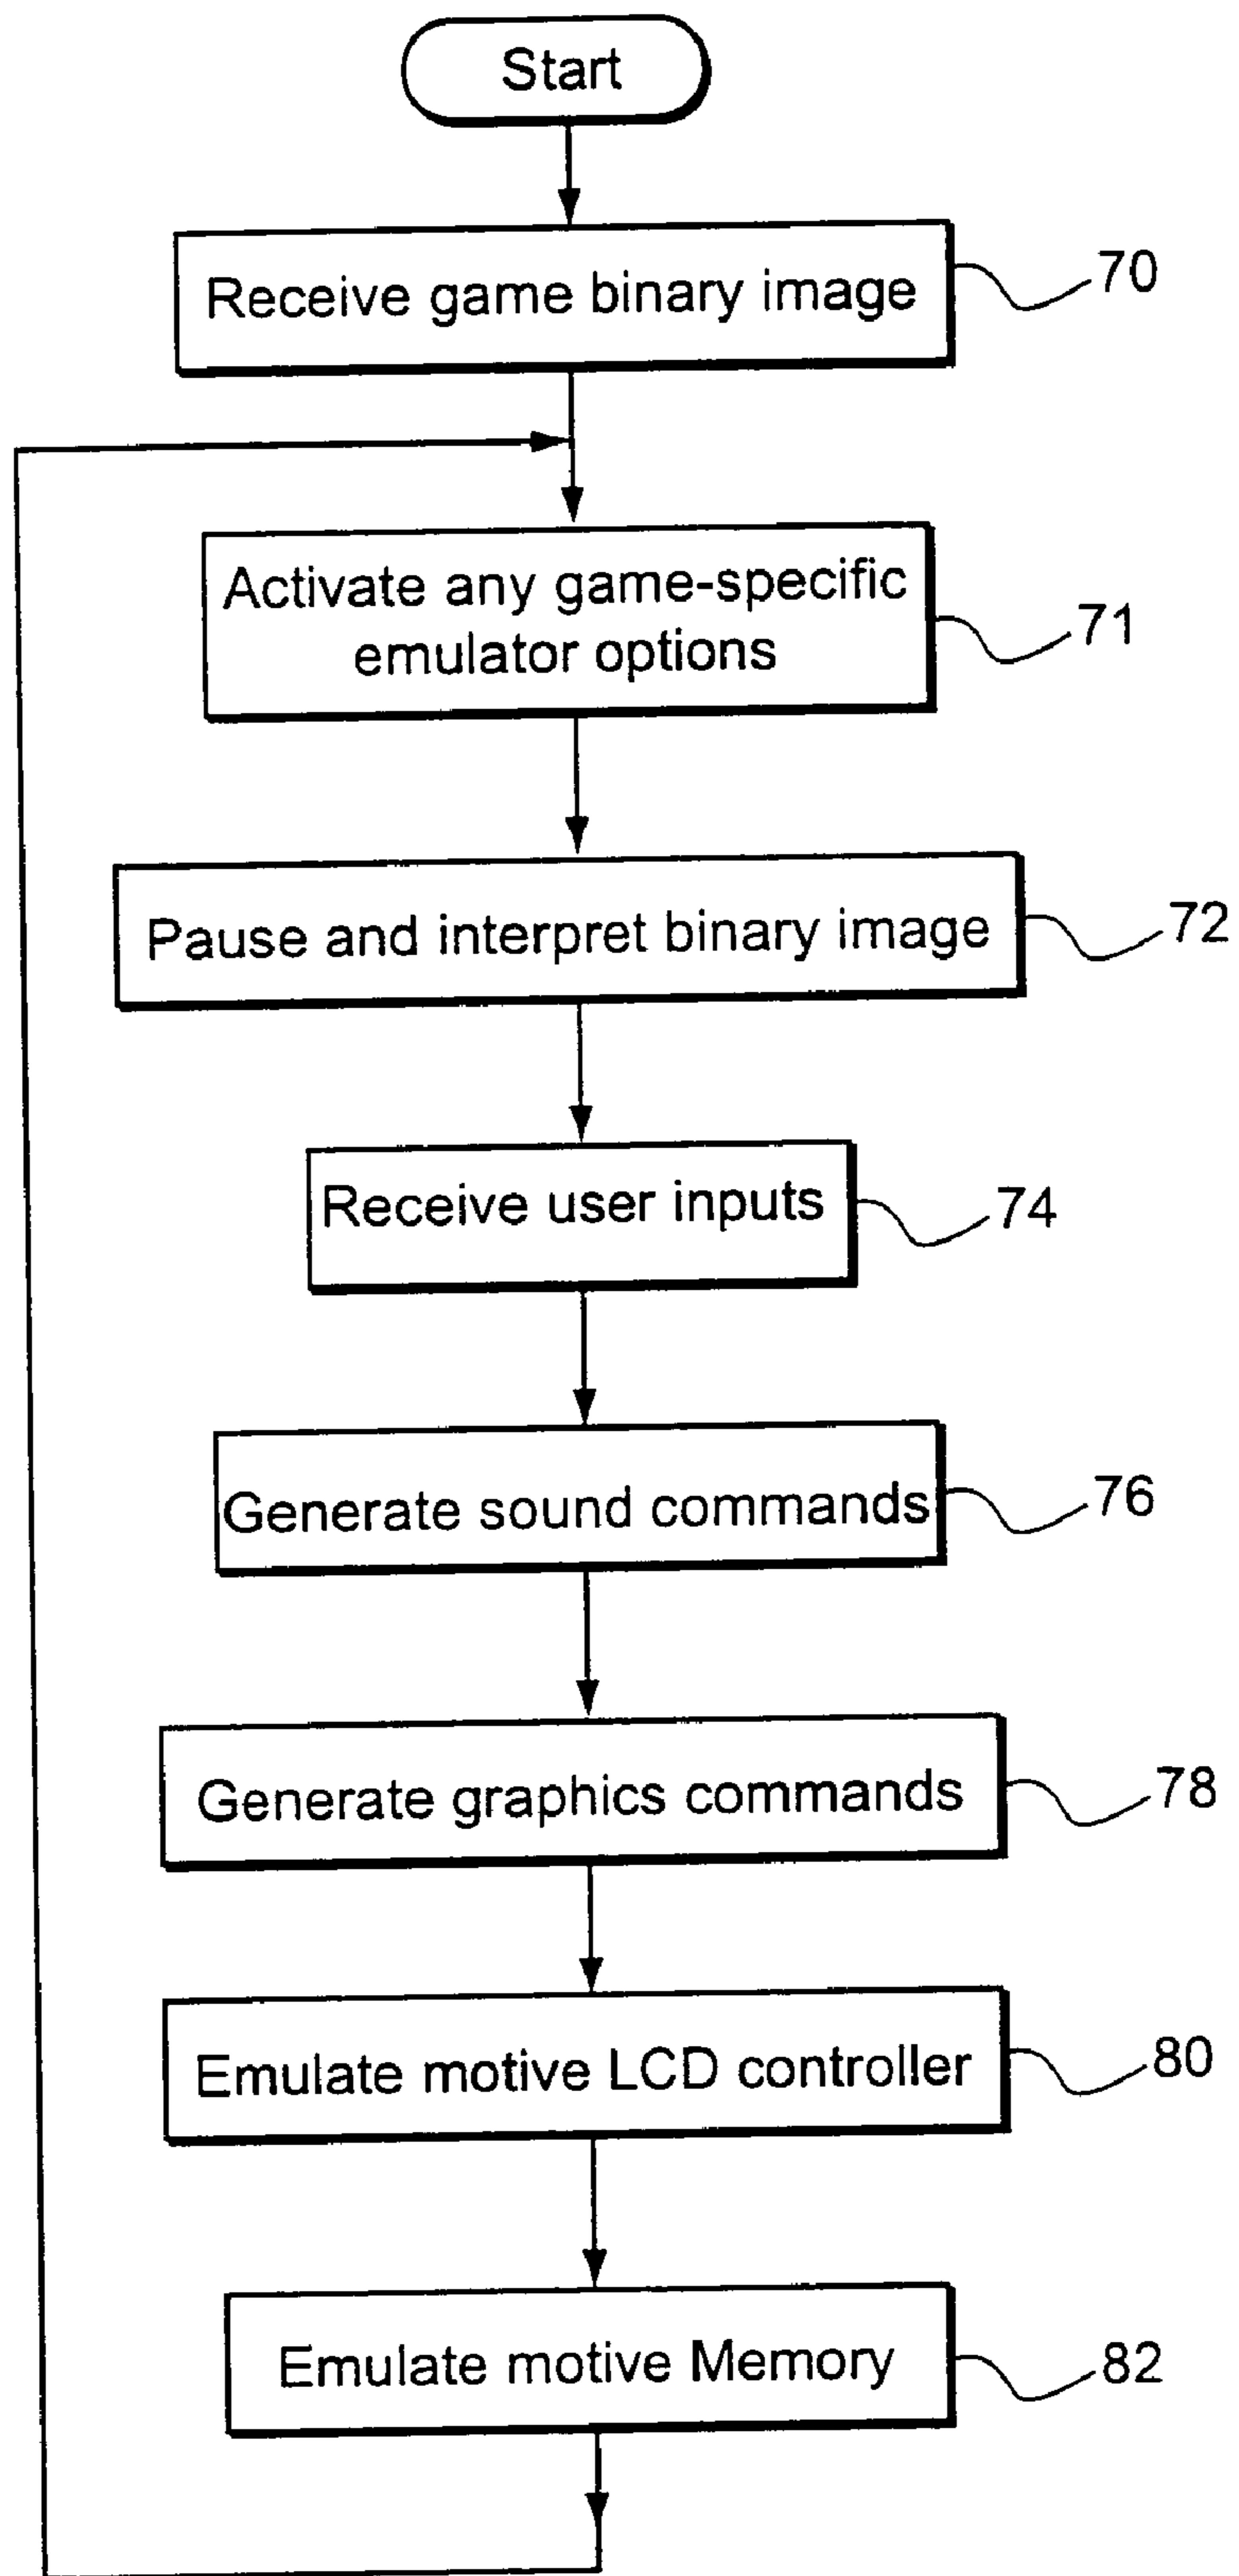 Start
Receive game binary image
70
Activate any game-specific
emulator options
71
Pause and interpret binary image
72
Receive user inputs
74
Generate sound commands
76
Generate graphics commands
78
Emulate motive LCD controller
80
Emulate motive Memory
82